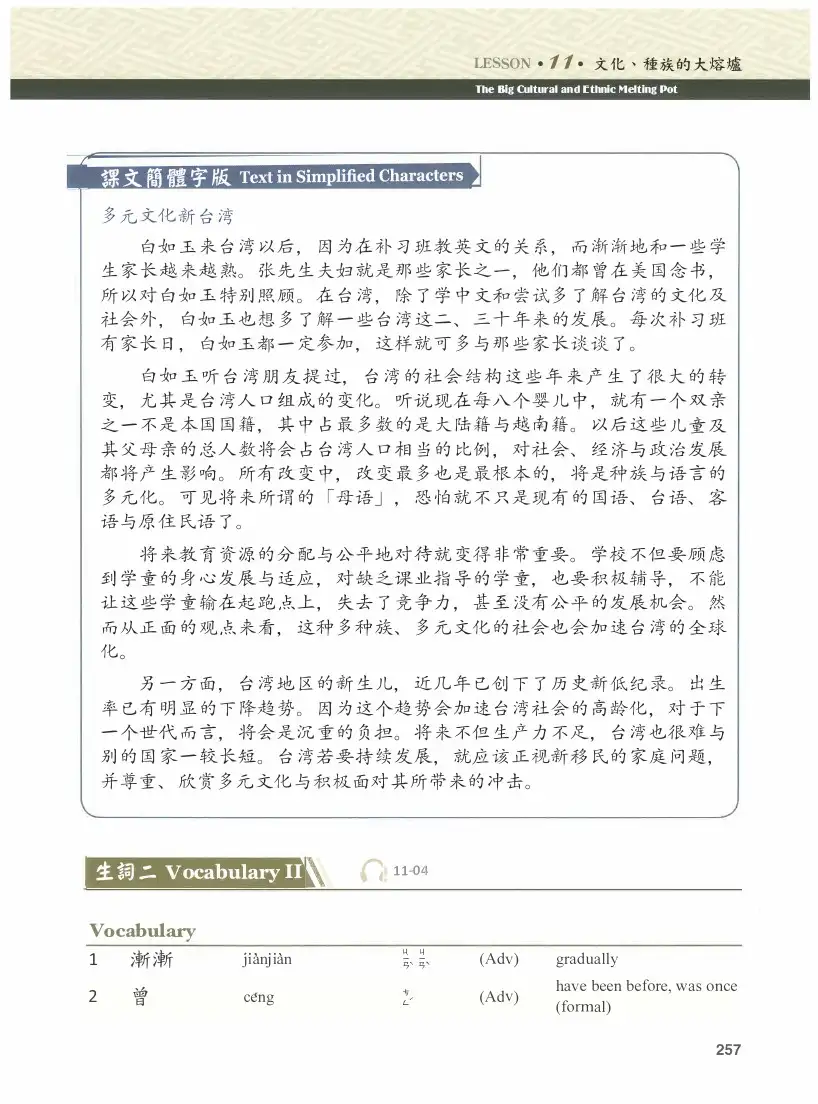 LESSON • 11 • 文化、種族的大熔爐
The Big Cultural and Ethnic Melting Pot
課文簡體字版 Text in Simplified Characters
多元文化新台湾
白如玉来台湾以后，因为在补习班教英文的关系，而渐渐地和一些学
生家长越来越熟。张先生夫妇就是那些家长之一，他们都曾在美国念书，
所以对白如玉特别照顾。在台湾，除了学中文和尝试多了解台湾的文化及
社会外，白如玉也想多了解一些台湾这二、三十年来的发展。每次补习班
有家长日，白如玉都一定参加，这样就可多与那些家长谈谈了。
白如玉听台湾朋友提过，台湾的社会结构这些年来产生了很大的转
变，尤其是台湾人口组成的变化。听说现在每八个婴儿中，就有一个双亲
之一不是本国国籍，其中占最多数的是大陆籍与越南籍。以后这些儿童及
其父母亲的总人数将会占台湾人口相当的比例，对社会、经济与政治发展
都将产生影响。所有改变中，改变最多也是最根本的，将是种族与语言的
多元化。可见将来所谓的「母语」，恐怕就不只是现有的国语、台语、客
语与原住民语了。
将来教育资源的分配与公平地对待就变得非常重要。学校不但要顾虑
到学童的身心发展与适应，对缺乏课业指导的学童，也要积极辅导，不能
让这些学童输在起跑点上，失去了竞争力，甚至没有公平的发展机会。然
而从正面的观点来看，这种多种族、多元文化的社会也会加速台湾的全球
化。
另一方面，台湾地区的新生儿，近几年已创下了历史新低纪录。出生
率已有明显的下降趋势。因为这个趋势会加速台湾社会的高龄化，对于下
一个世代而言，将会是沉重的负担。将来不但生产力不足，台湾也很难与
别的国家一较长短。台湾若要持续发展，就应该正视新移民的家庭问题，
并尊重、欣赏多元文化与积极面对其所带来的冲击。
生詞二 Vocabulary II 11-04
Vocabulary
1 漸漸 jiànjiàn ㄐㄧㄢˋ ㄐㄧㄢˋ (Adv) gradually
2 曾 céng ㄘㄥˊ (Adv) have been before, was once
(formal)
257